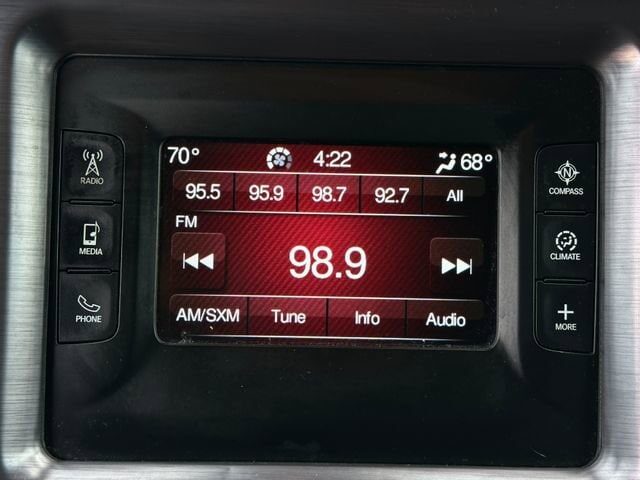 70° 4:22 68°
95.5 95.9 98.7 92.7 All
FM
98.9
AM/SXM Tune Info Audio
RADIO
MEDIA
PHONE
COMPASS
CLIMATE
MORE